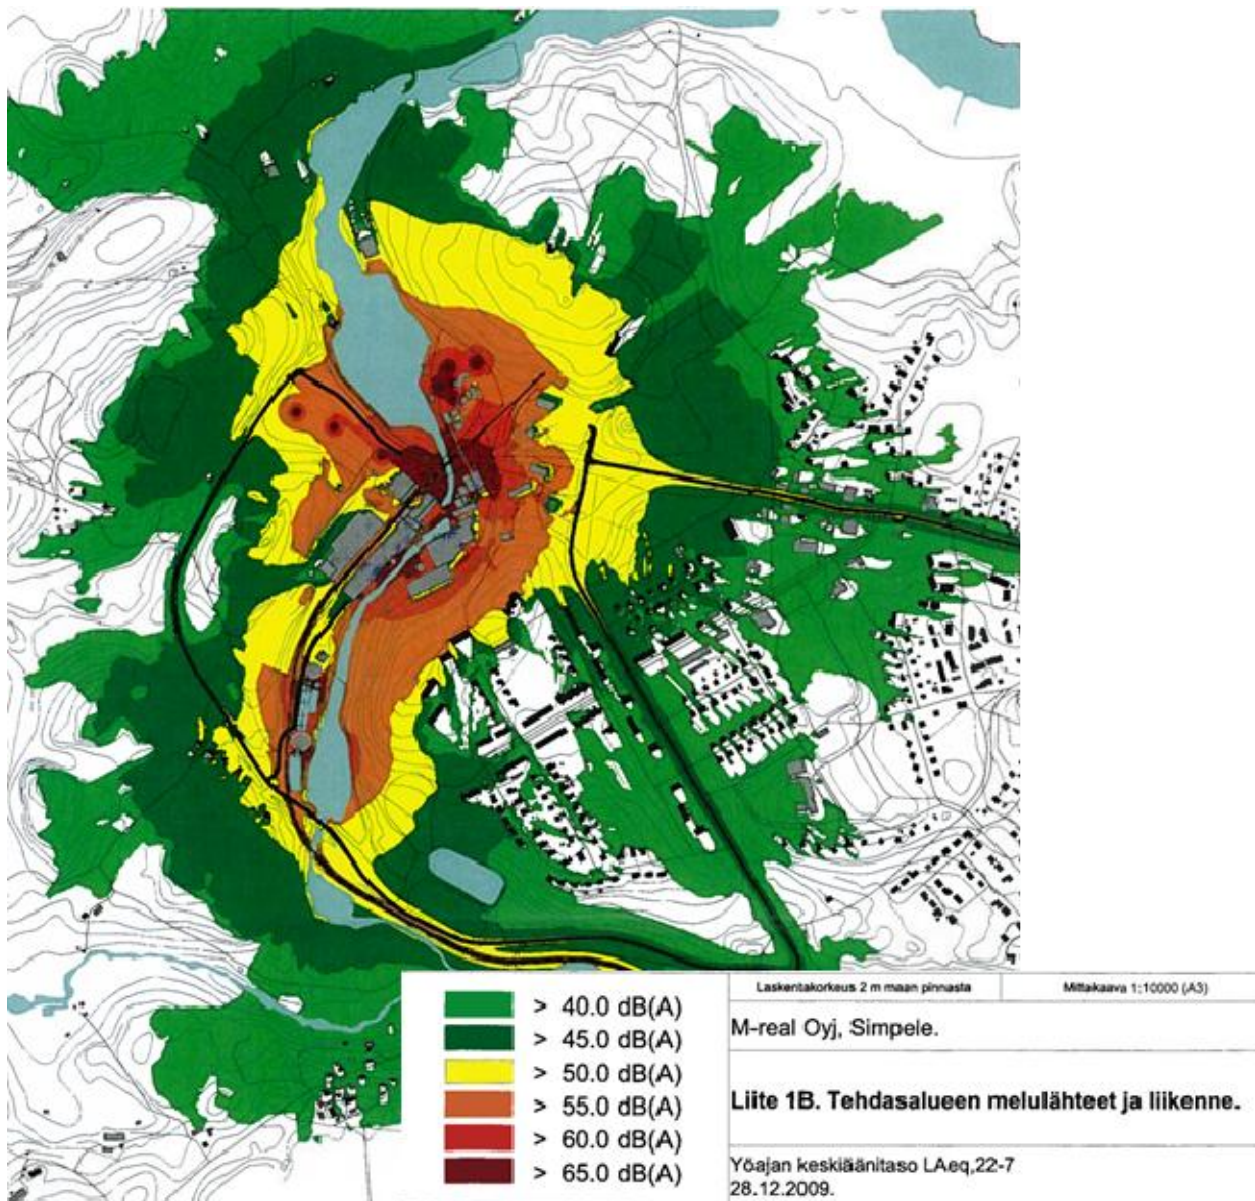 > 40.0 dB(A)
> 45.0 dB(A)
> 50.0 dB(A)
> 55.0 dB(A)
> 60.0 dB(A)
> 65.0 dB(A)
Laskentakorkeus 2 m maan pinnasta
Mittakaava 1:10000 (A3)
M-real Oyj, Simpele.
Liite 1B. Tehdasalueen melulähteet ja liikenne.
Yöajan keskiäänitaso LAeq,22-7
28.12.2009.